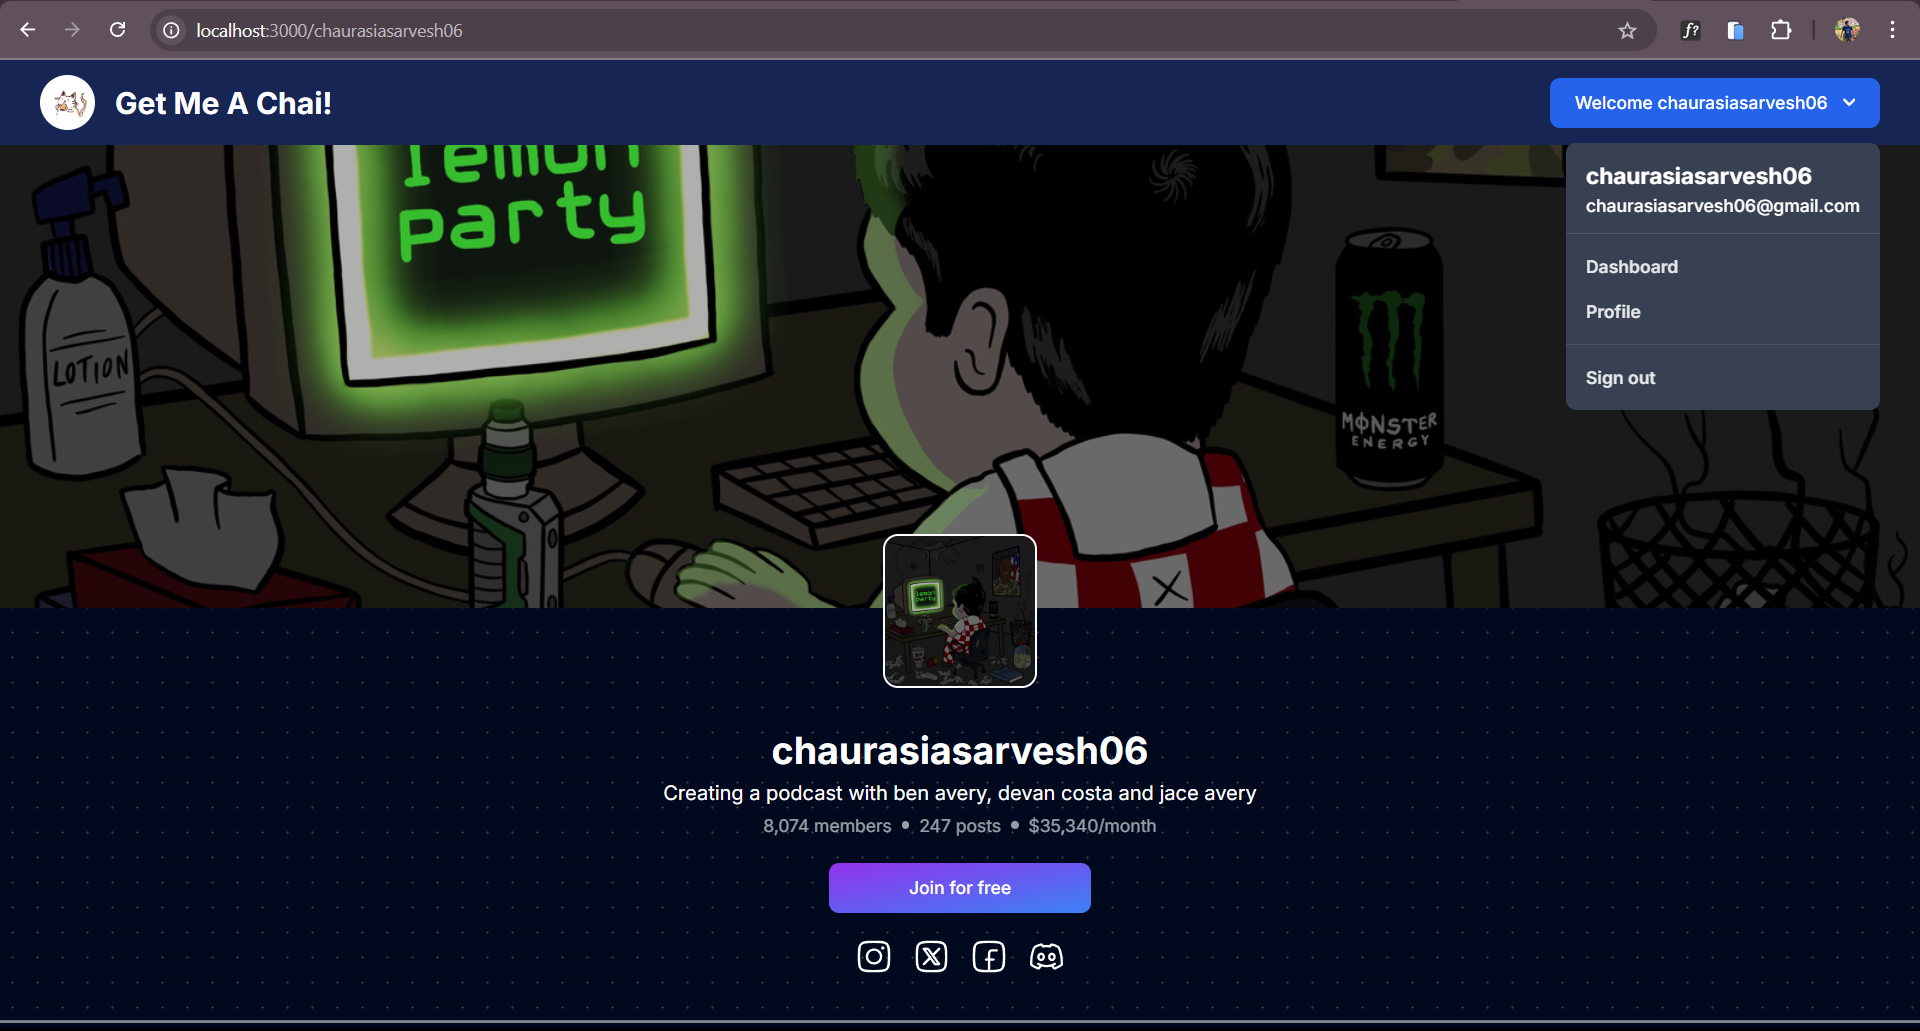 localhost:3000/chaurasiasarvesh06
f?
Get Me A Chai!
Welcome chaurasiasarvesh06
chaurasiasarvesh06
chaurasiasarvesh06@gmail.com
Dashboard
Profile
Sign out
lemon
party
LOTION
MONSTER
ENERGY
lemon
party
chaurasiasarvesh06
Creating a podcast with ben avery, devan costa and jace avery
8,074 members • 247 posts • $35,340/month
Join for free